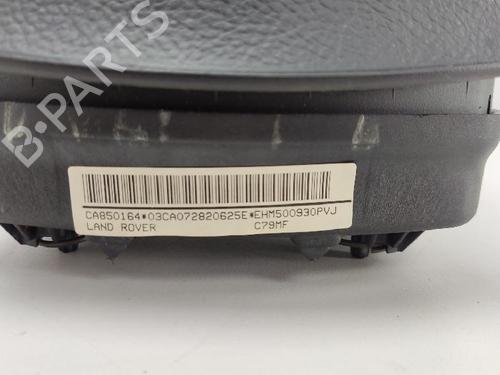 B-PARTS
CA850164*03CA072820625E*EHM500930PVJ
LAND ROVER C79MF